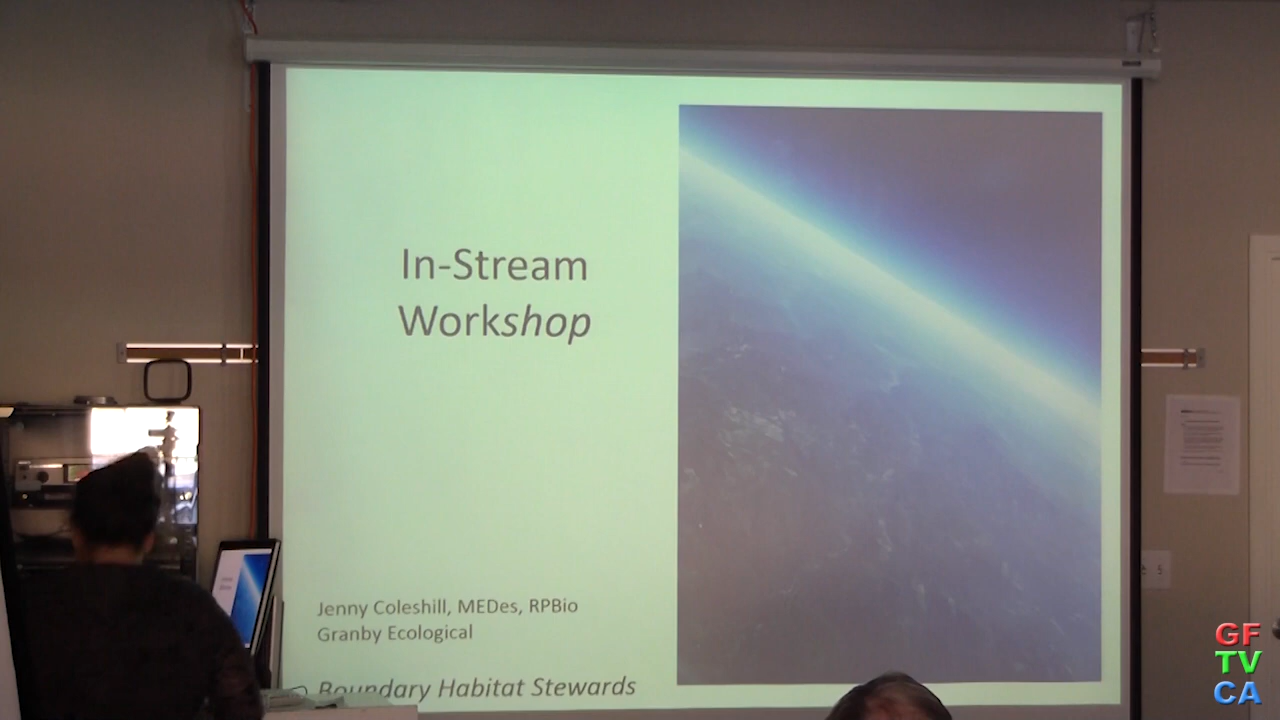 In-Stream
Workshop
Jenny Coleshill, MEDes, RPBio
Granby Ecological
Boundary Habitat Stewards
GF
TV
CA